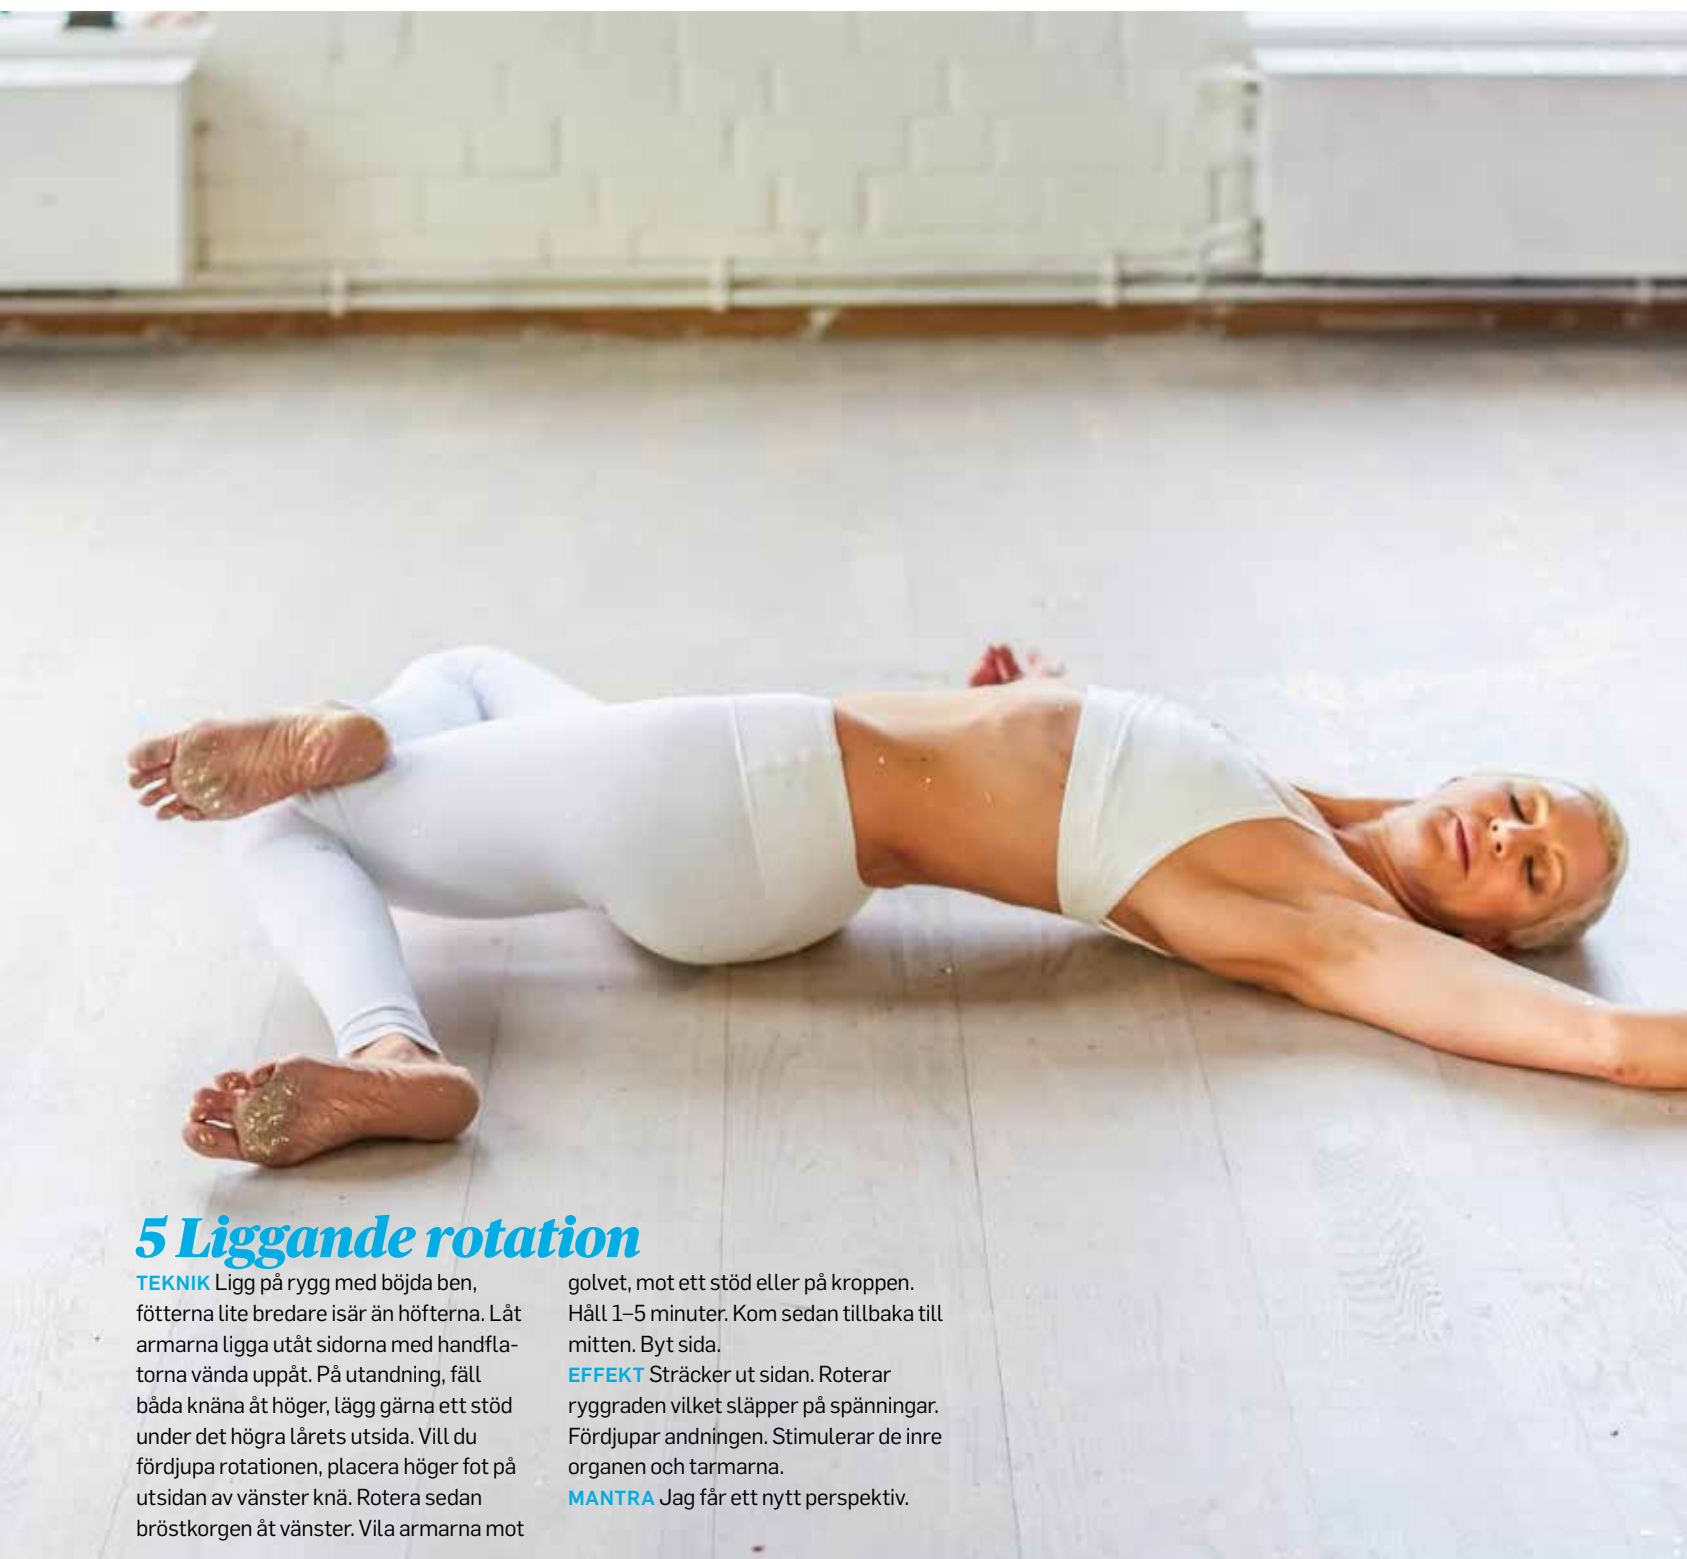 5 Liggande rotation
TEKNIK Ligg på rygg med böjda ben,
fötterna lite bredare isär än höfterna. Låt
armarna ligga utåt sidorna med handfla-
torna vända uppåt. På utandning, fäll
båda knäna åt höger, lägg gärna ett stöd
under det högra lårets utsida. Vill du
fördjupa rotationen, placera höger fot på
utsidan av vänster knä. Rotera sedan
bröstkorgen åt vänster. Vila armarna mot
golvet, mot ett stöd eller på kroppen.
Håll 1–5 minuter. Kom sedan tillbaka till
mitten. Byt sida.
EFFEKT Sträcker ut sidan. Roterar
ryggraden vilket släpper på spänningar.
Fördjupar andningen. Stimulerar de inre
organen och tarmarna.
MANTRA Jag får ett nytt perspektiv.